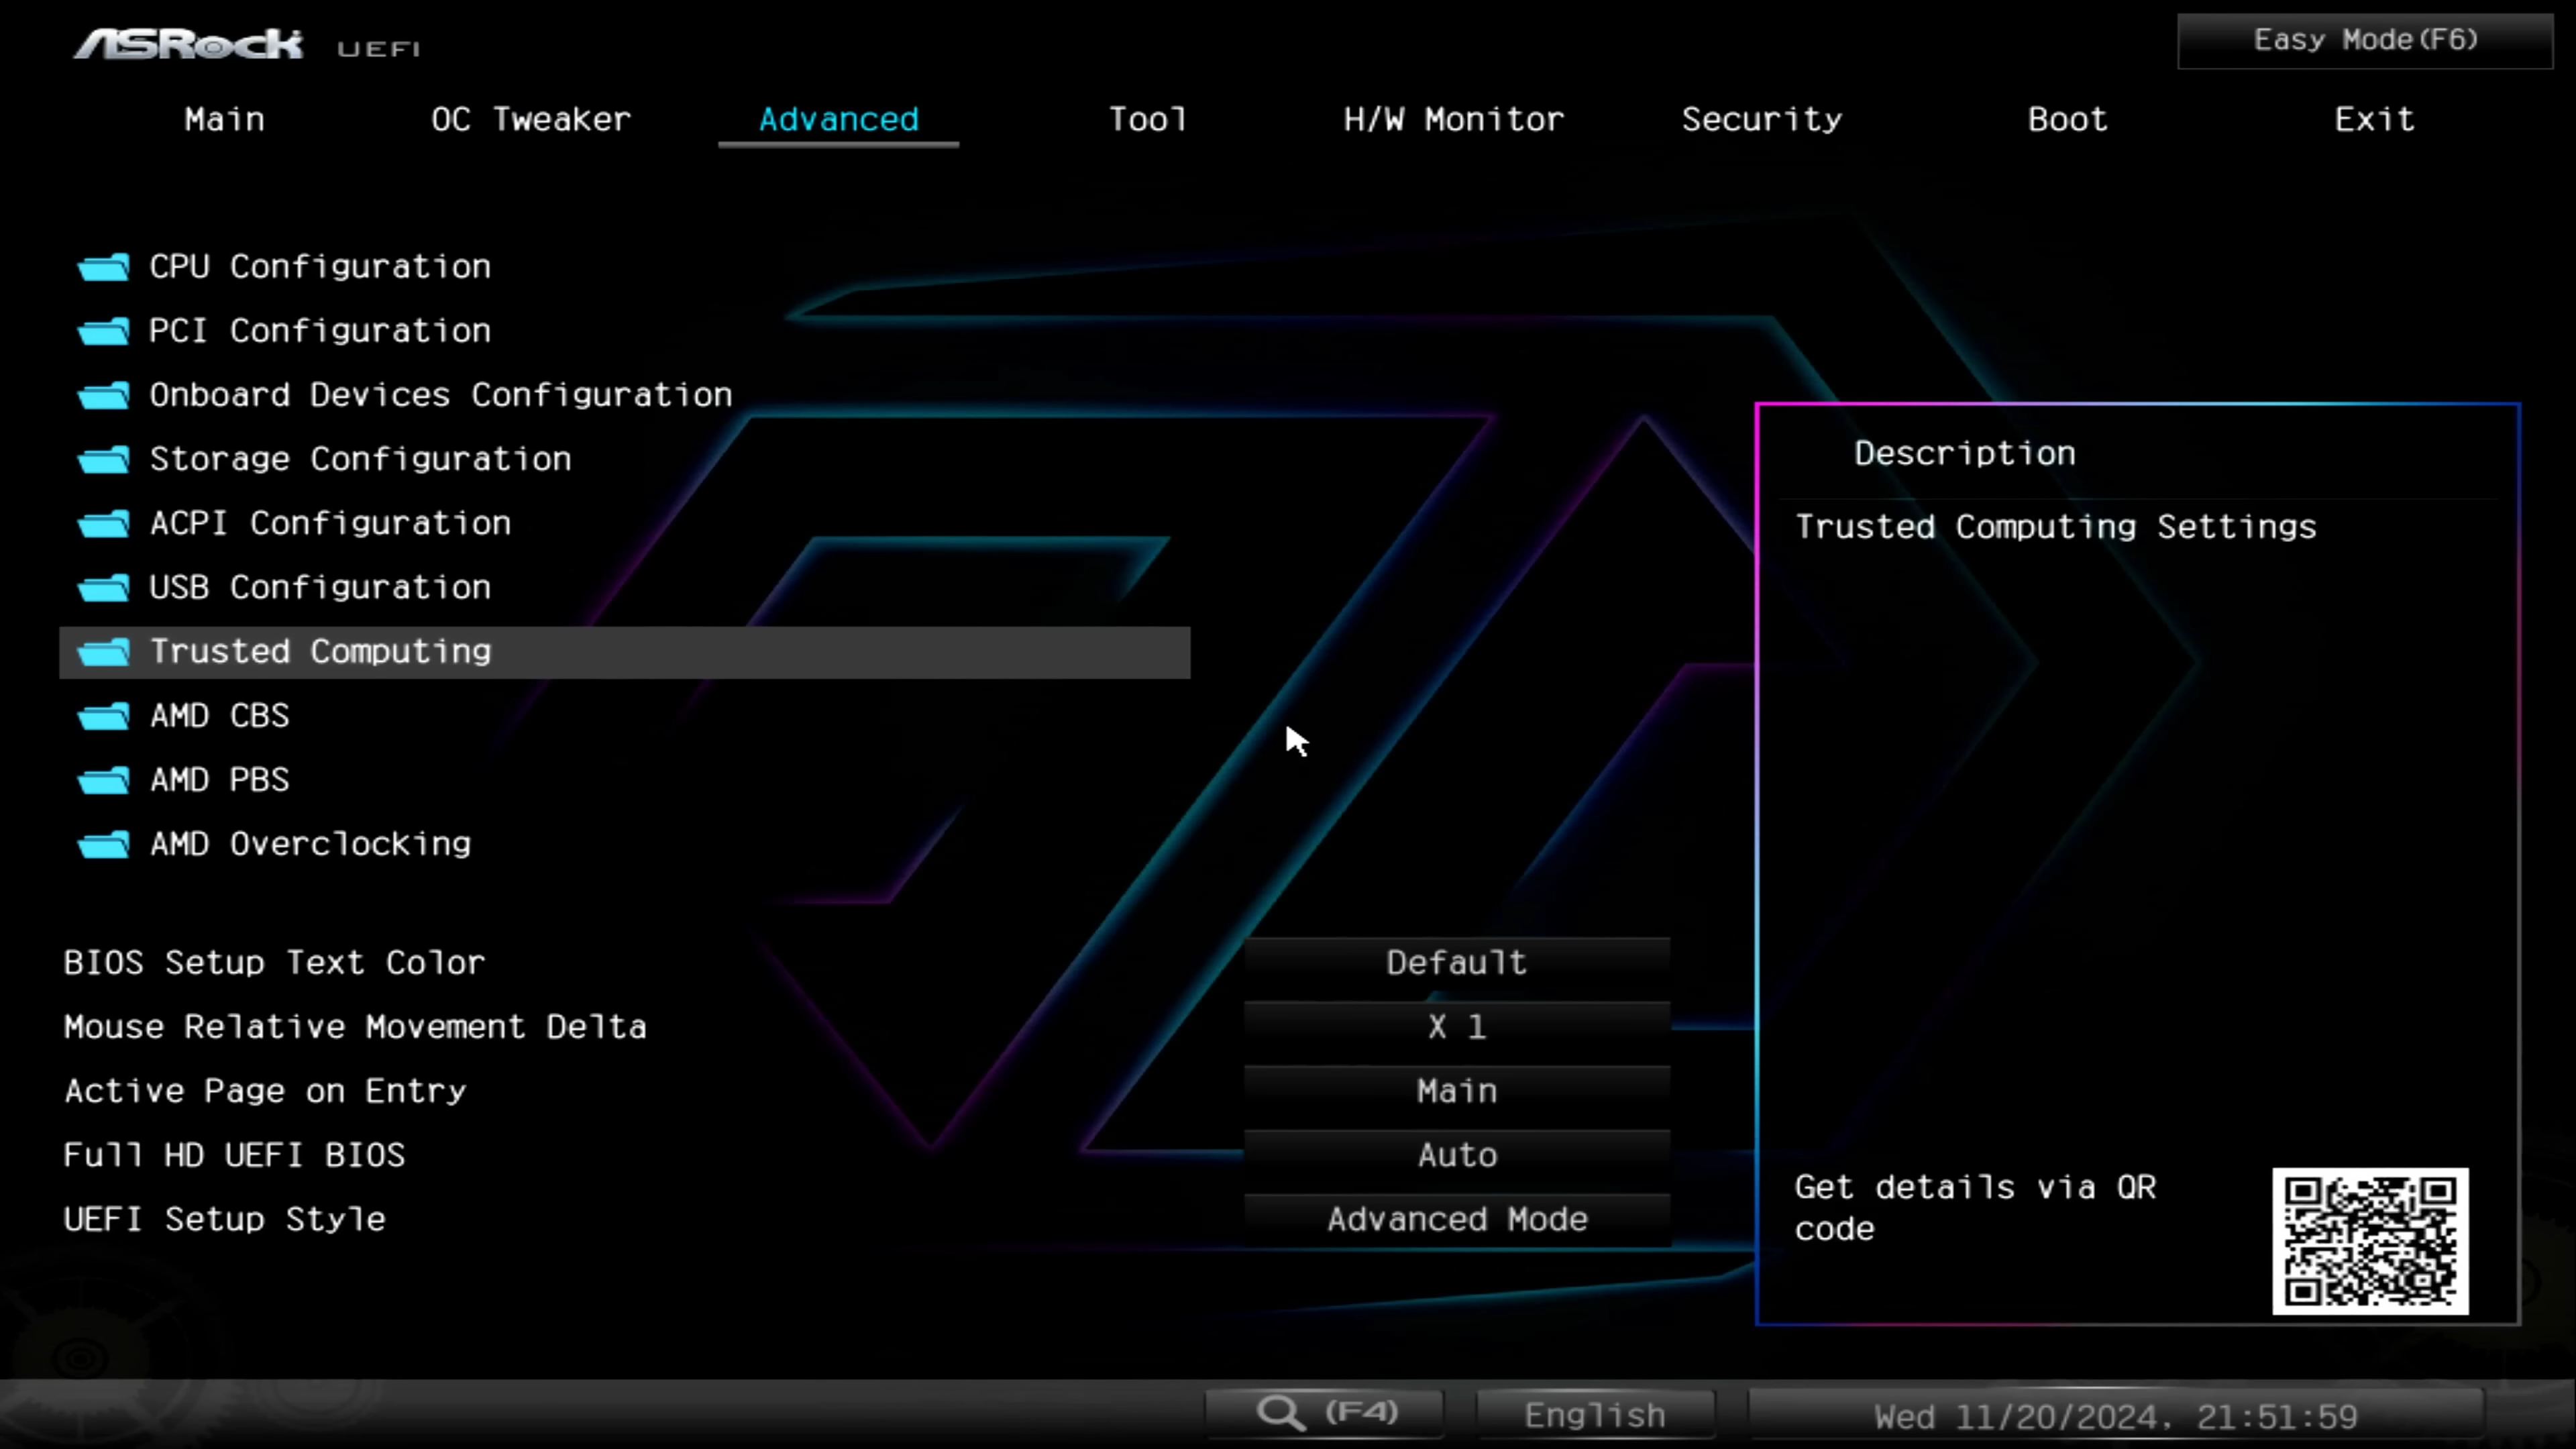 ASRock UEFI
Easy Mode(F6)
Main OC Tweaker Advanced Tool H/W Monitor Security Boot Exit
CPU Configuration
PCI Configuration
Onboard Devices Configuration
Storage Configuration
ACPI Configuration
USB Configuration
Trusted Computing
AMD CBS
AMD PBS
AMD Overclocking
BIOS Setup Text Color Default
Mouse Relative Movement Delta X 1
Active Page on Entry Main
Full HD UEFI BIOS Auto
UEFI Setup Style Advanced Mode
Description
Trusted Computing Settings
Get details via QR
code
(F4) English Wed 11/20/2024, 21:51:59